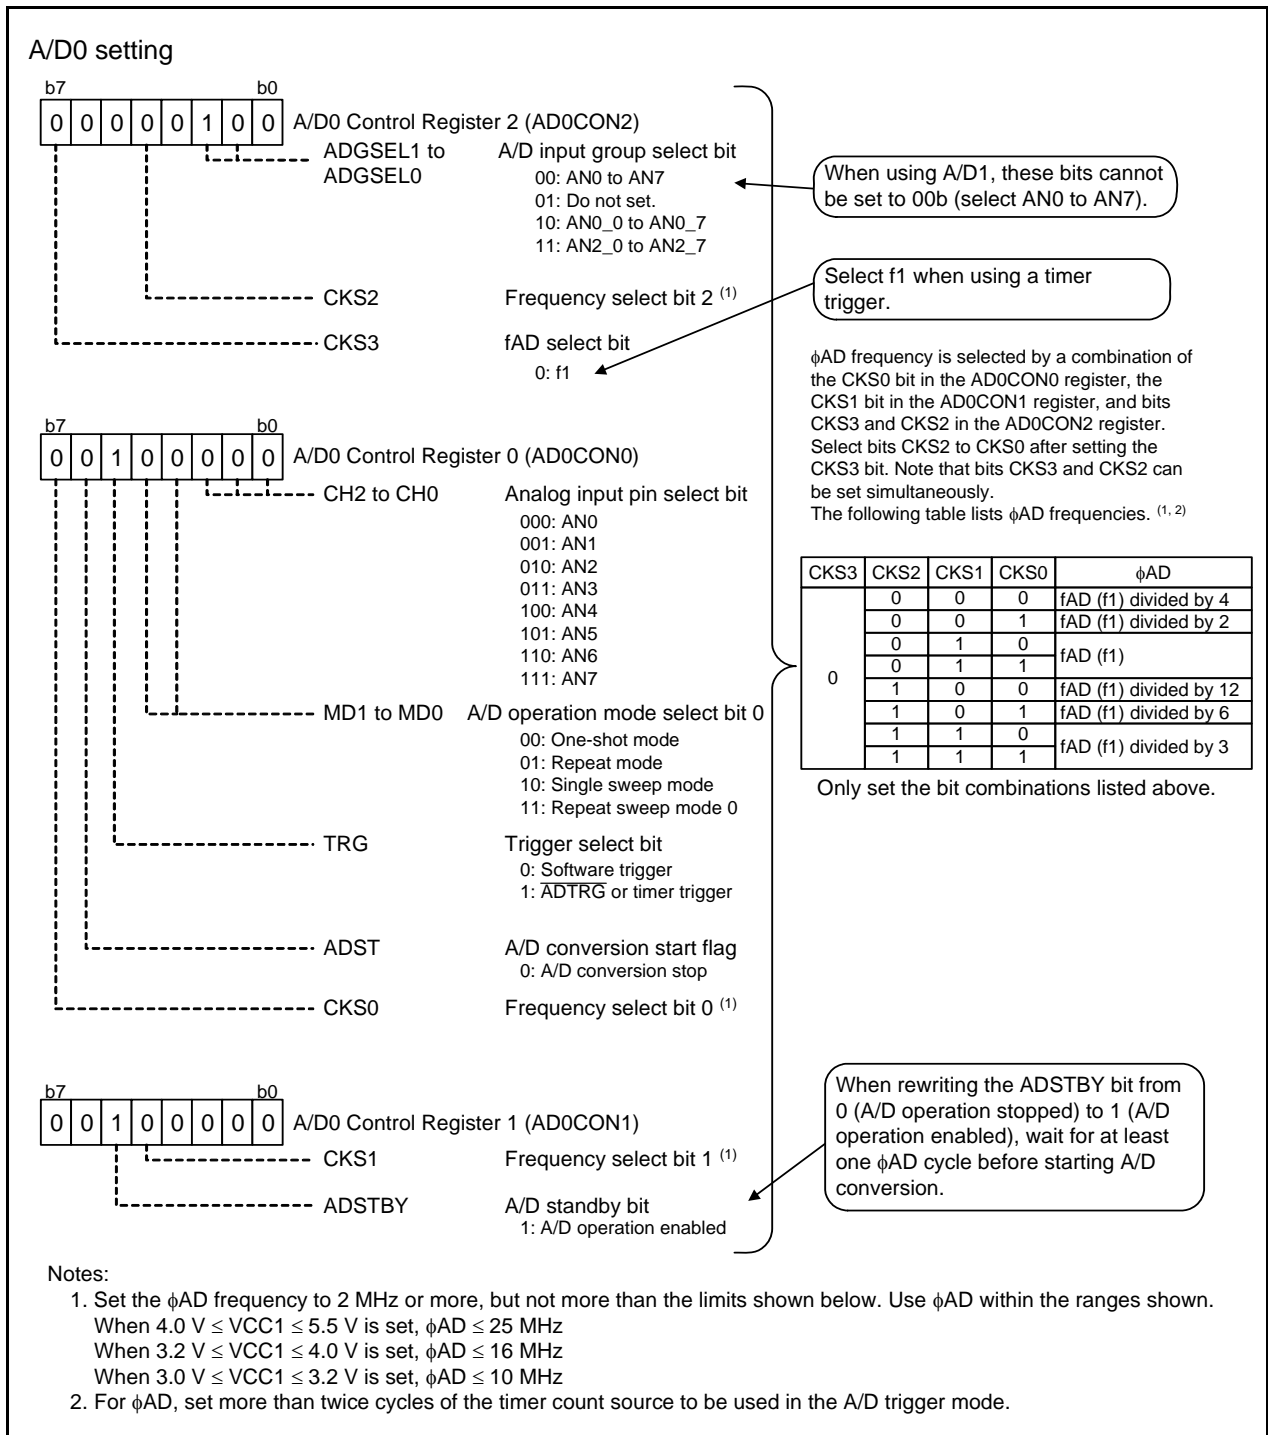 A/D0 setting
b7 b0
0 0 0 0 0 1 0 0 A/D0 Control Register 2 (AD0CON2)
ADGSEL1 to
ADGSEL0
A/D input group select bit
00: AN0 to AN7
01: Do not set.
10: AN0_0 to AN0_7
11: AN2_0 to AN2_7
When using A/D1, these bits cannot
be set to 00b (select AN0 to AN7).
CKS2 Frequency select bit 2 (1)
CKS3 fAD select bit
0: f1
Select f1 when using a timer
trigger.
b7 b0
0 0 1 0 0 0 0 0 A/D0 Control Register 0 (AD0CON0)
CH2 to CH0 Analog input pin select bit
000: AN0
001: AN1
010: AN2
011: AN3
100: AN4
101: AN5
110: AN6
111: AN7
MD1 to MD0 A/D operation mode select bit 0
00: One-shot mode
01: Repeat mode
10: Single sweep mode
11: Repeat sweep mode 0
TRG Trigger select bit
0: Software trigger
1: ADTRG or timer trigger
ADST A/D conversion start flag
0: A/D conversion stop
CKS0 Frequency select bit 0 (1)
b7 b0
0 0 1 0 0 0 0 0 A/D0 Control Register 1 (AD0CON1)
CKS1 Frequency select bit 1 (1)
ADSTBY A/D standby bit
1: A/D operation enabled
ϕAD frequency is selected by a combination of
the CKS0 bit in the AD0CON0 register, the
CKS1 bit in the AD0CON1 register, and bits
CKS3 and CKS2 in the AD0CON2 register.
Select bits CKS2 to CKS0 after setting the
CKS3 bit. Note that bits CKS3 and CKS2 can
be set simultaneously.
The following table lists ϕAD frequencies. (1, 2)
CKS3 CKS2 CKS1 CKS0 ϕAD
0
0 0 0 fAD (f1) divided by 4
0 0 1 fAD (f1) divided by 2
0 1 0
0 1 1
fAD (f1)
1 0 0 fAD (f1) divided by 12
1 0 1 fAD (f1) divided by 6
1 1 0
1 1 1
fAD (f1) divided by 3
Only set the bit combinations listed above.
When rewriting the ADSTBY bit from
0 (A/D operation stopped) to 1 (A/D
operation enabled), wait for at least
one ϕAD cycle before starting A/D
conversion.
Notes:
1. Set the ϕAD frequency to 2 MHz or more, but not more than the limits shown below. Use ϕAD within the ranges shown.
When 4.0 V ≤ VCC1 ≤ 5.5 V is set, ϕAD ≤ 25 MHz
When 3.2 V ≤ VCC1 ≤ 4.0 V is set, ϕAD ≤ 16 MHz
When 3.0 V ≤ VCC1 ≤ 3.2 V is set, ϕAD ≤ 10 MHz
2. For ϕAD, set more than twice cycles of the timer count source to be used in the A/D trigger mode.